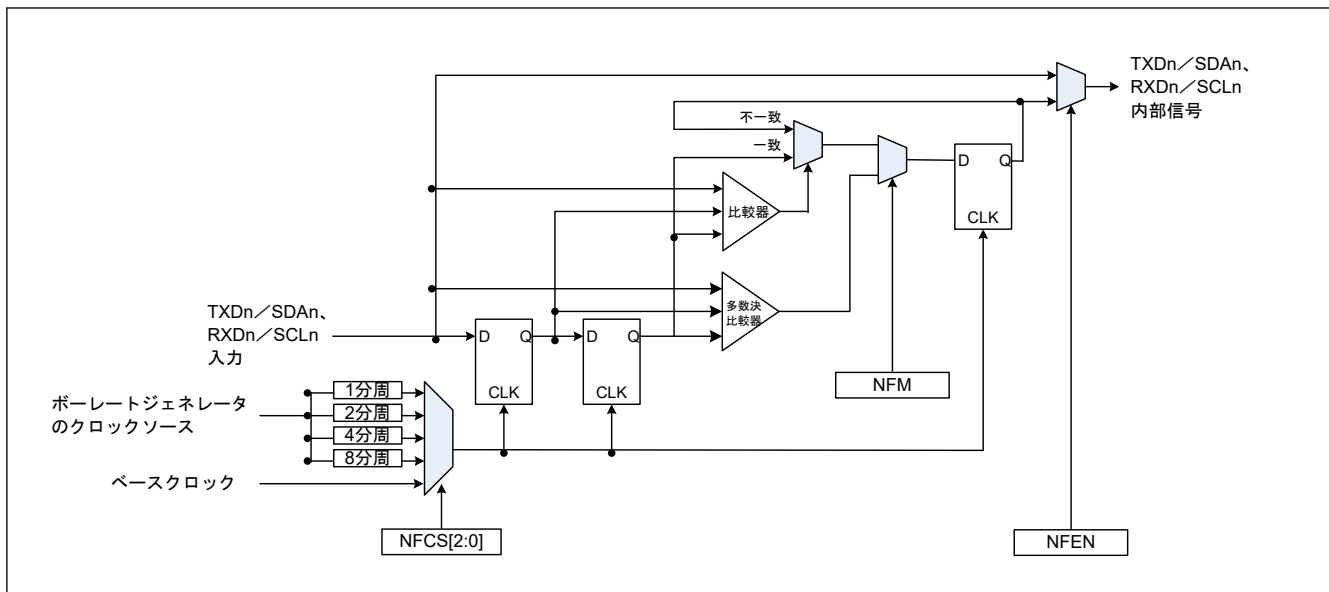 TXDn/SDAn、
RXDn/SCLn
内部信号
不一致
一致
D
Q
CLK
比較器
多数決
比較器
TXDn/SDAn、
RXDn/SCLn
入力
D
Q
CLK
D
Q
CLK
NFM
ボーレートジェネレータ
のクロックソース
1分周
2分周
4分周
8分周
ベースクロック
NFCS[2:0]
NFEN